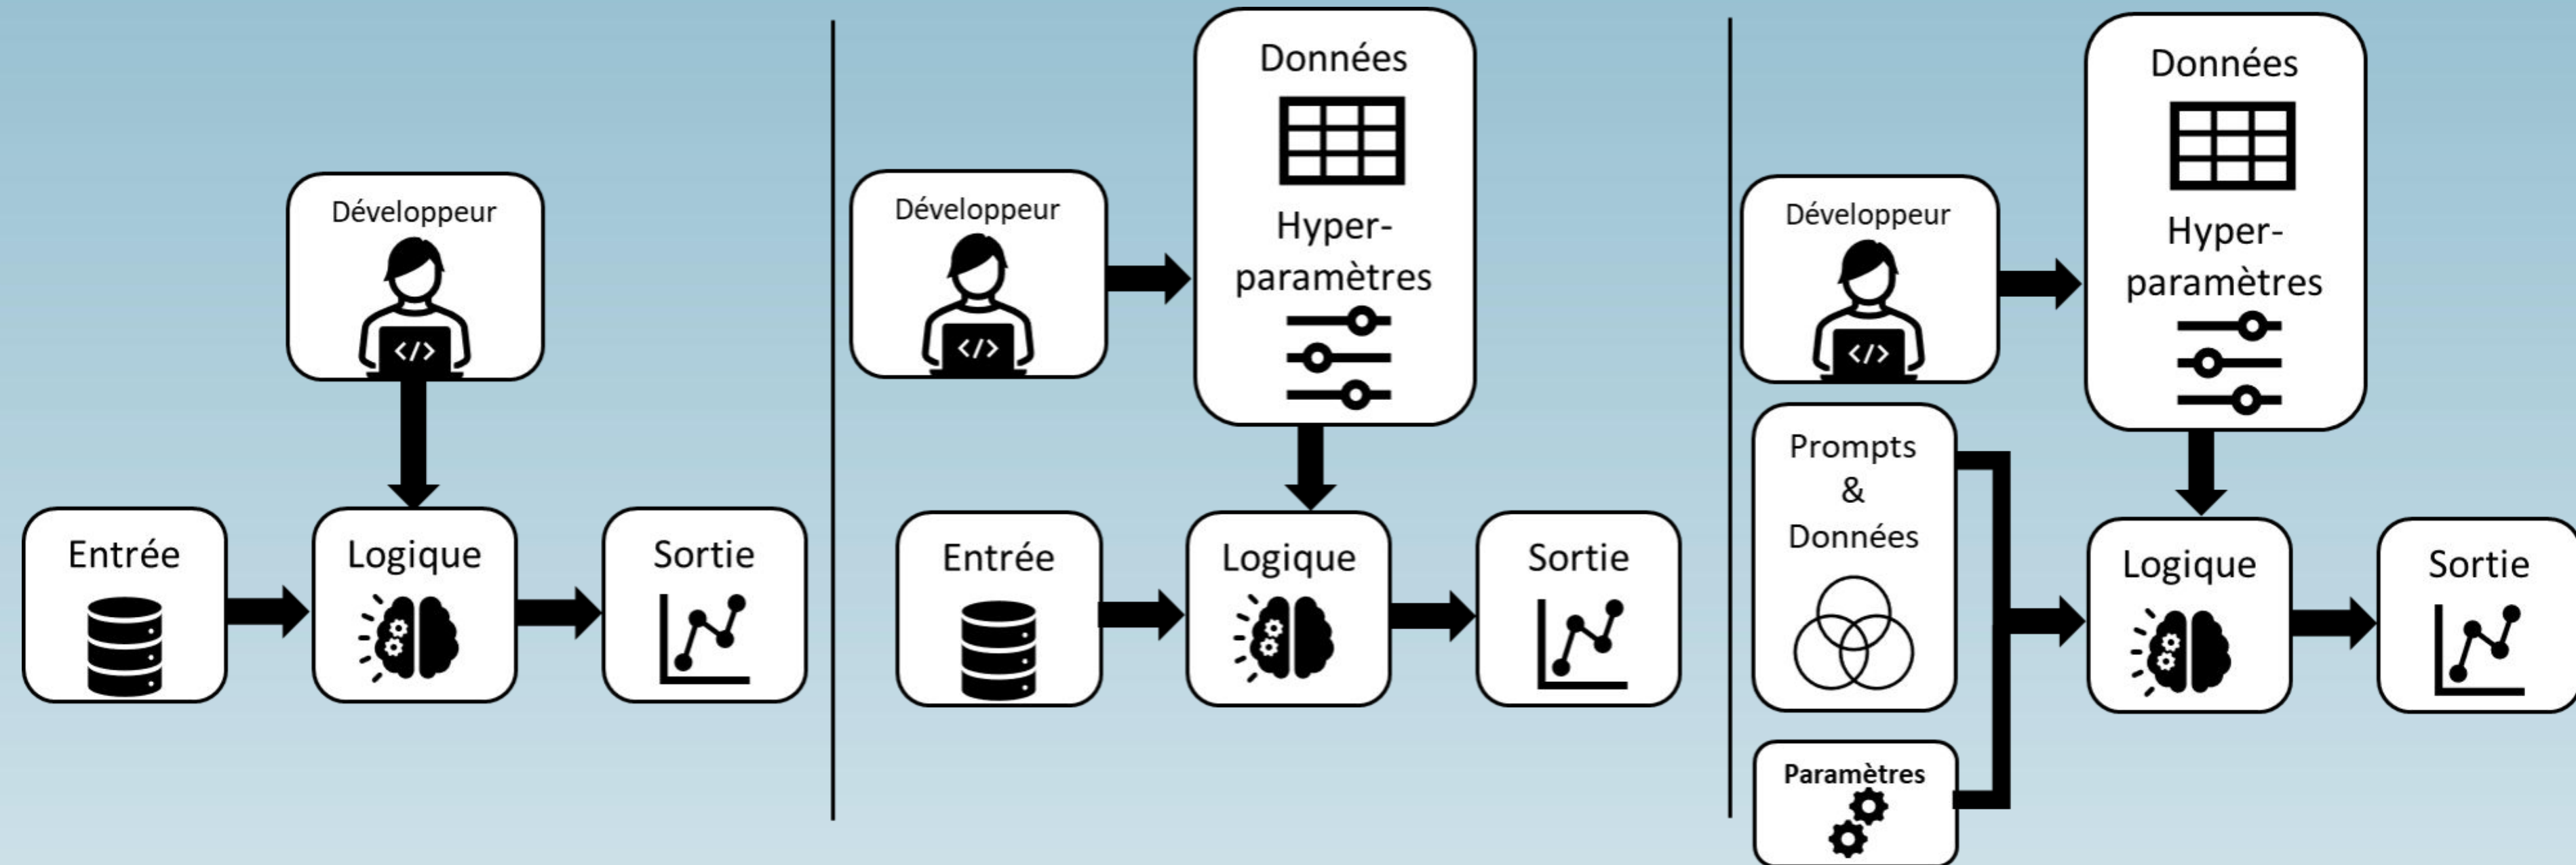 Développeur
</>
Entrée
Logique
Sortie
Données
Hyper-
paramètres
Développeur
</>
Entrée
Logique
Sortie
Données
Hyper-
paramètres
Développeur
</>
Prompts
&
Données
Paramètres
Logique
Sortie